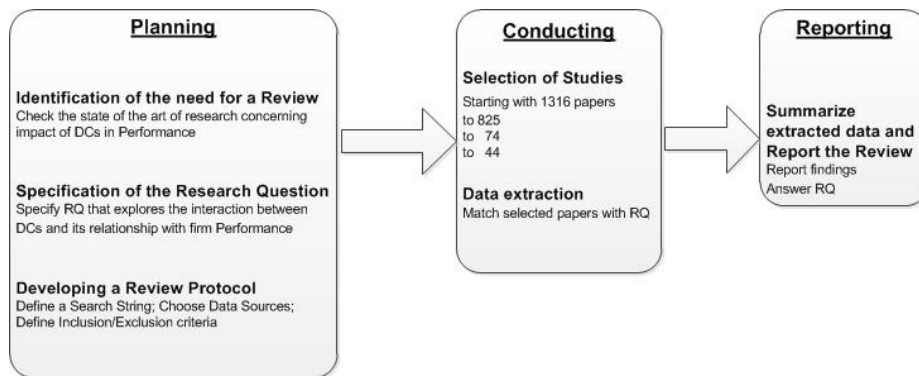 Planning
Identification of the need for a Review
Check the state of the art of research concerning
impact of DCs in Performance
Specification of the Research Question
Specify RQ that explores the interaction between
DCs and its relationship with firm Performance
Developing a Review Protocol
Define a Search String; Choose Data Sources;
Define Inclusion/Exclusion criteria
Conducting
Selection of Studies
Starting with 1316 papers
to 825
to 74
to 44
Data extraction
Match selected papers with RQ
Reporting
Summarize
extracted data and
Report the Review
Report findings
Answer RQ